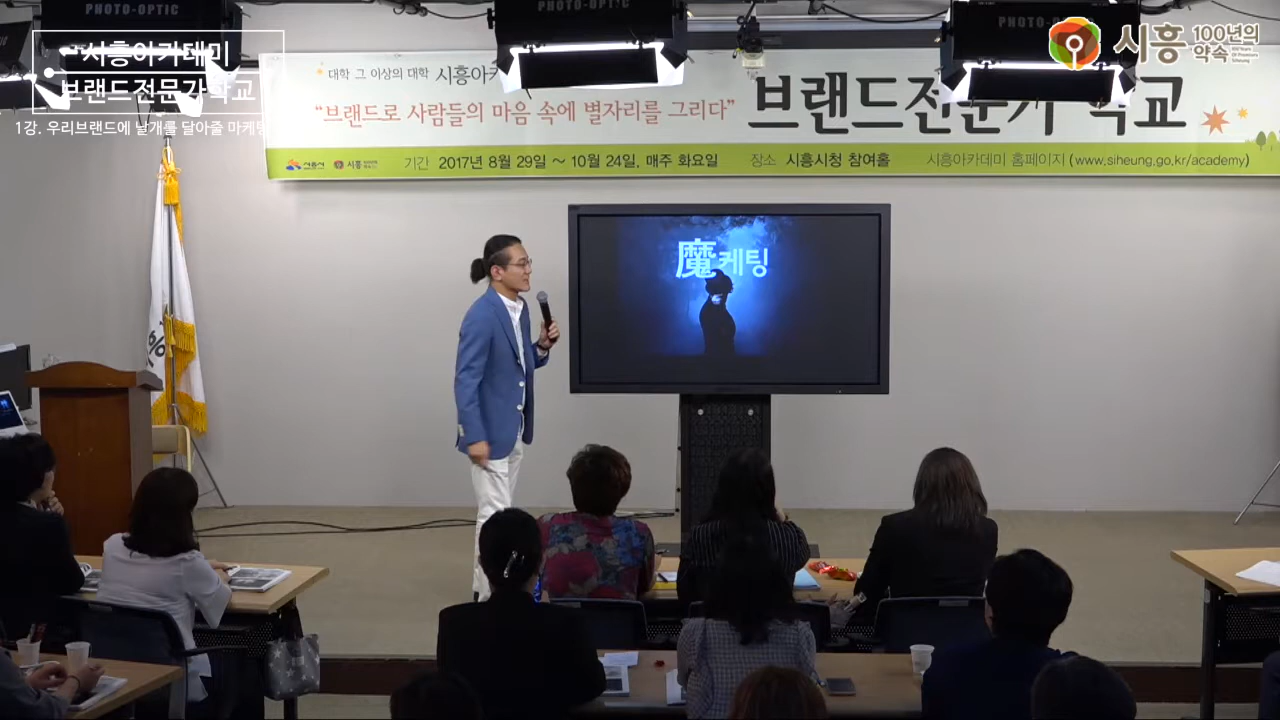 PHOTO-OPTIC
PHOTO-OPTIC
시흥아카데미
브랜드전문가학교
1강. 우리브랜드에 날개를 달아줄 마케팅
시흥 100년의 약속
대학 그 이상의 대학 시흥아카
“브랜드로 사람들의 마음 속에 별자리를 그리다”
브랜드전문가 학교
시흥시 시흥 기간 2017년 8월 29일 ~ 10월 24일, 매주 화요일 장소 시흥시청 참여홀 시흥아카데미 홈페이지 (www.siheung.go.kr/academy)
魔케팅